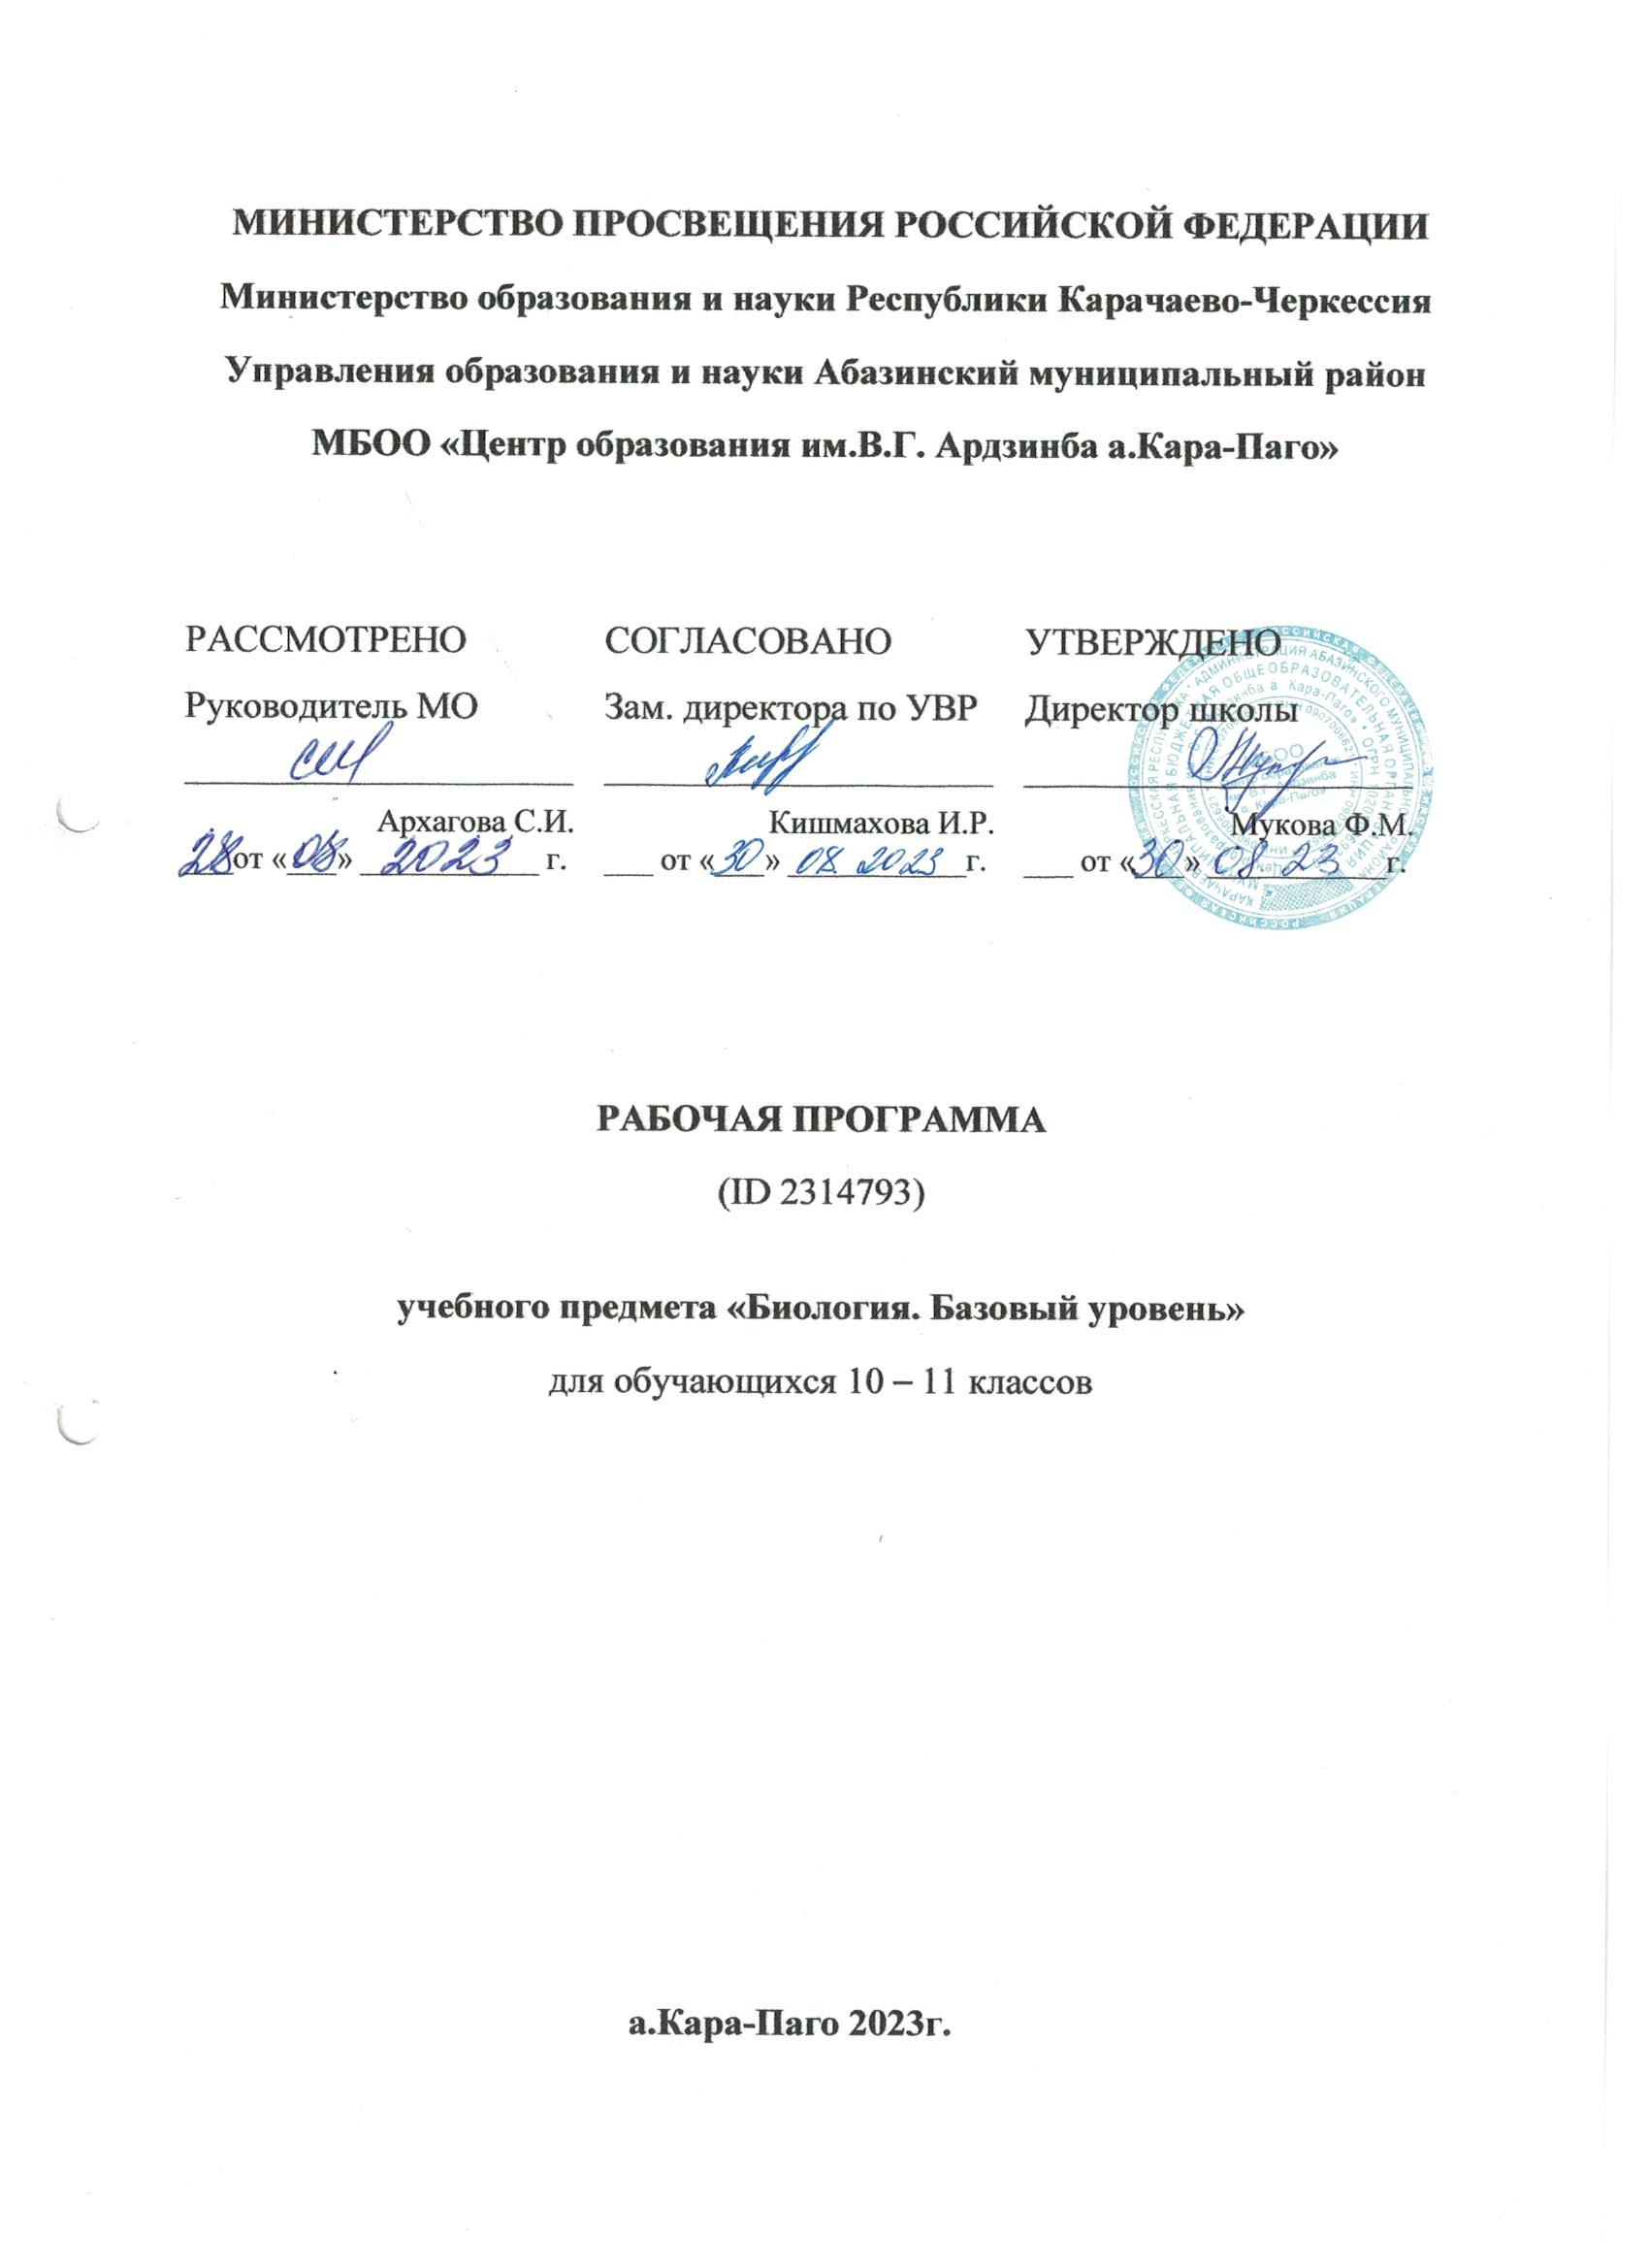 МИНИСТЕРСТВО ПРОСВЕЩЕНИЯ РОССИЙСКОЙ ФЕДЕРАЦИИ
Министерство образования и науки Республики Карачаево-Черкессия
Управления образования и науки Абазинский муниципальный район
МБОО «Центр образования им.В.Г. Ардзинба а.Кара-Паго»
РАССМОТРЕНО
Руководитель МО
Архагова С.И.
28 от «08» 2023 г.
СОГЛАСОВАНО
Зам. директора по УВР
Кишмахова И.Р.
от «30» 08. 2023 г.
УТВЕРЖДЕНО
Директор школы
Мукова Ф.М.
от «30» 08 23 г.
РАБОЧАЯ ПРОГРАММА
(ID 2314793)
учебного предмета «Биология. Базовый уровень»
для обучающихся 10 – 11 классов
а.Кара-Паго 2023г.